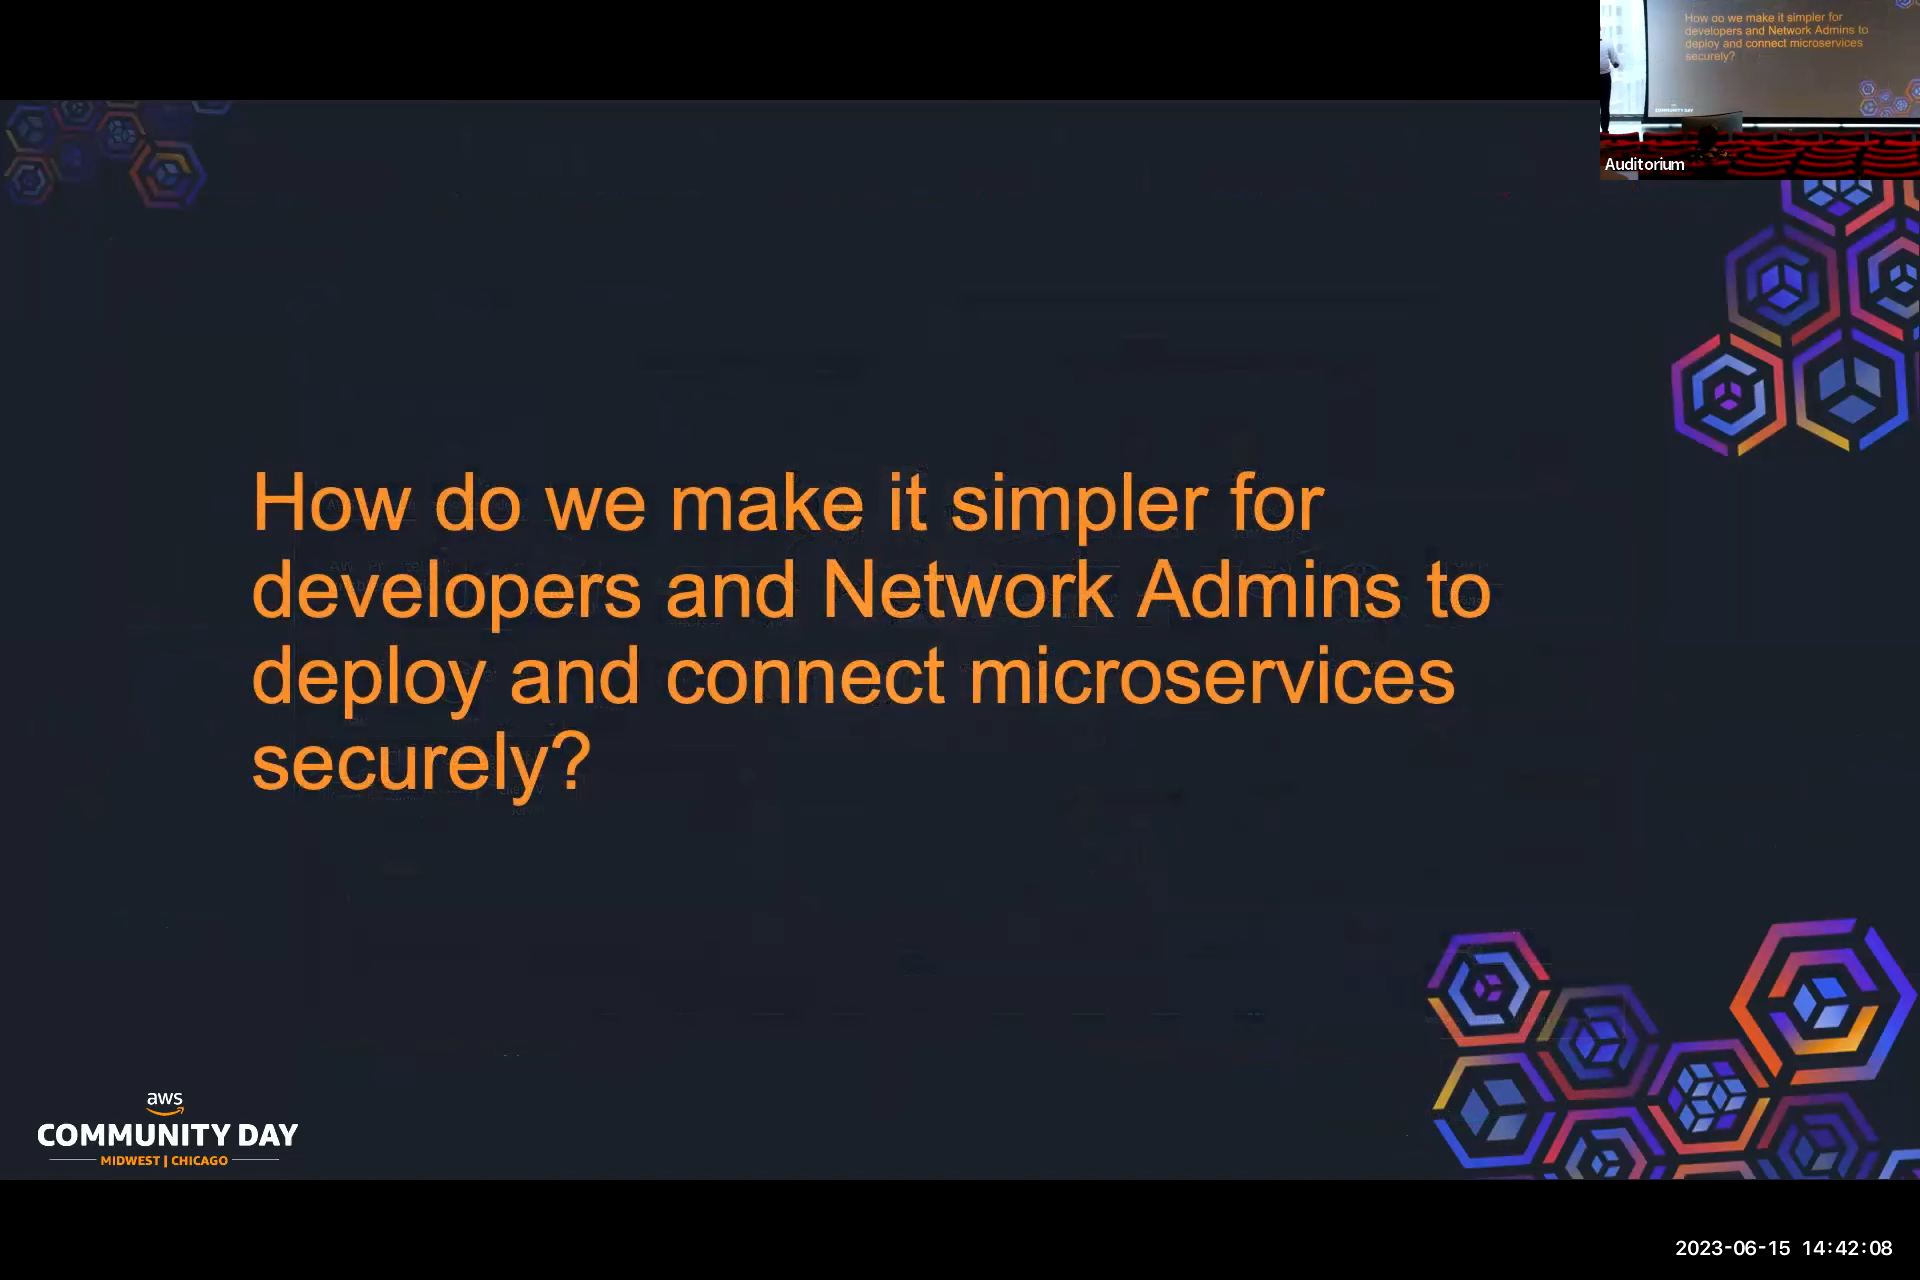 How do we make it simpler for
developers and Network Admins to
deploy and connect microservices
securely?
Auditorium
How do we make it simpler for
developers and Network Admins to
deploy and connect microservices
securely?
COMMUNITY DAY
aws
COMMUNITY DAY
MIDWEST | CHICAGO
2023-06-15 14:42:08